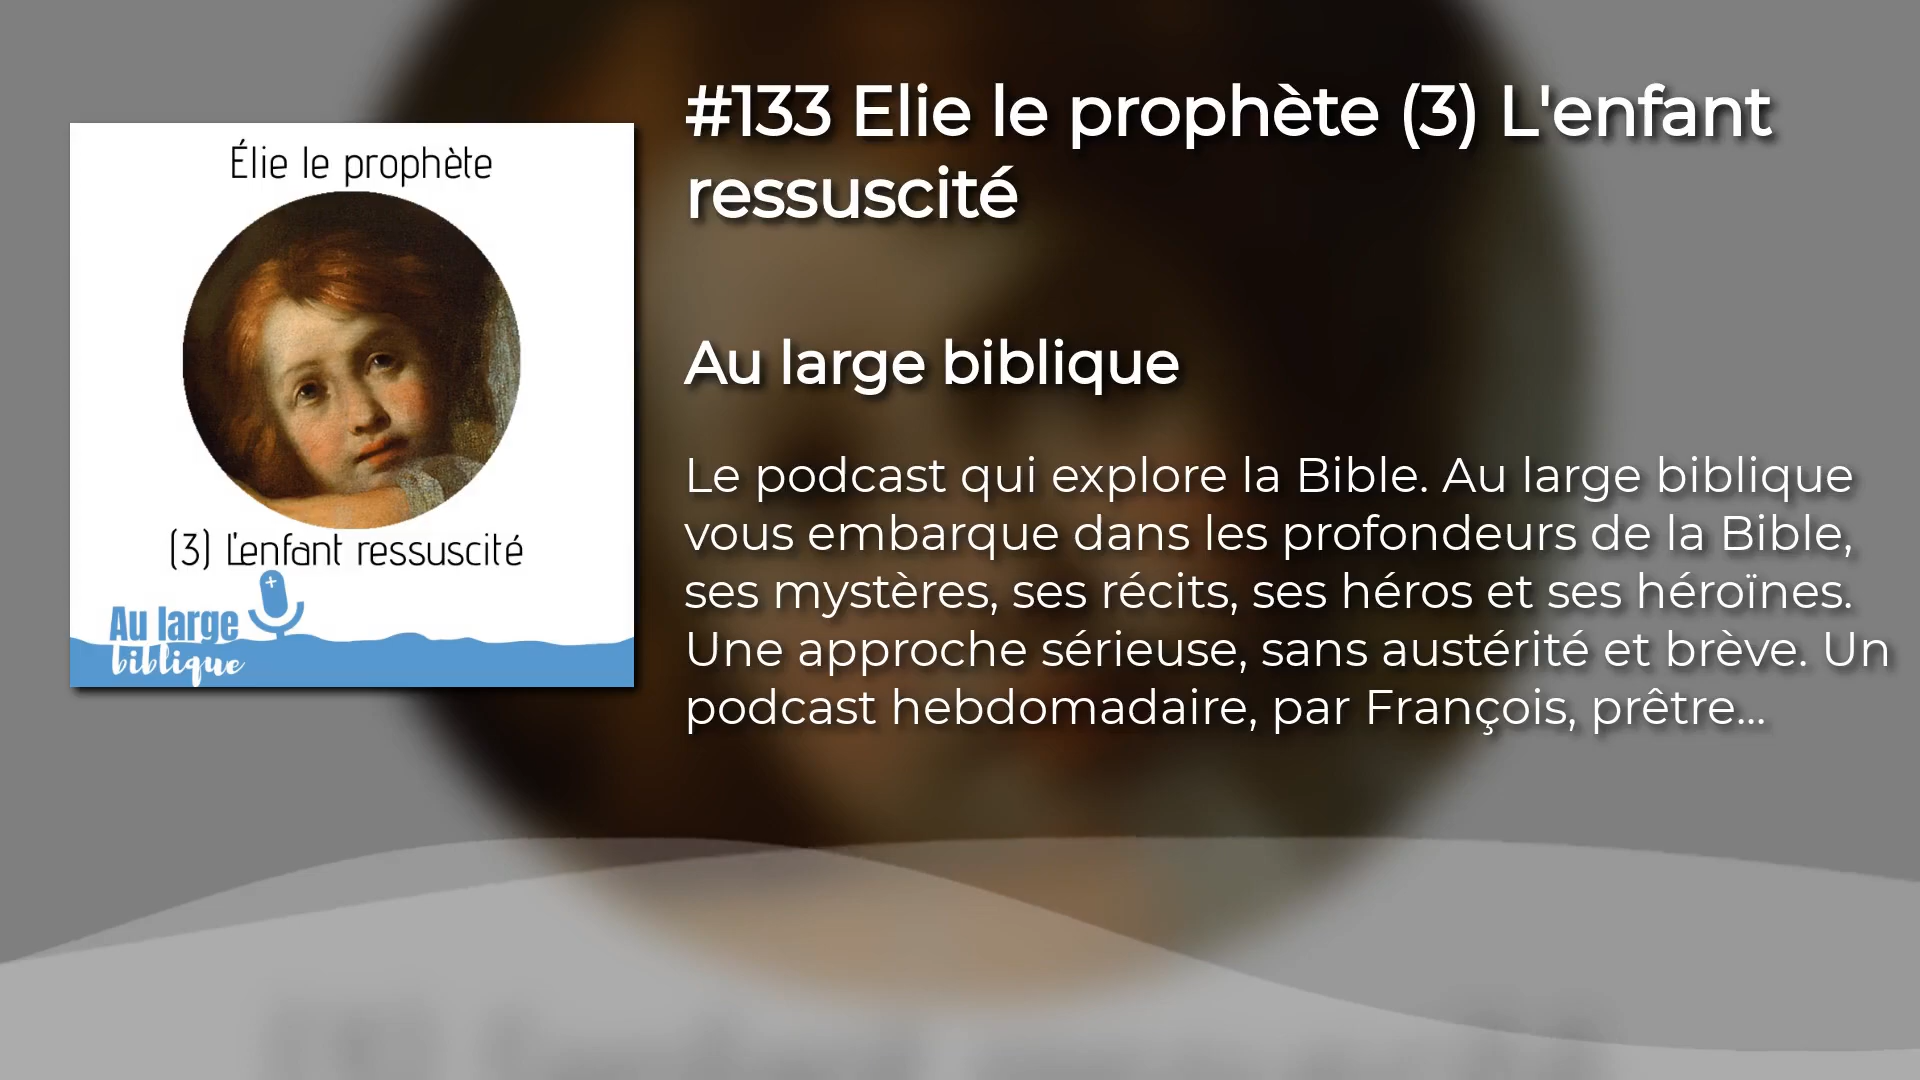 Élie le prophète
(3) L'enfant ressuscité
Au large
biblique
#133 Elie le prophète (3) L'enfant
ressuscité
Au large biblique
Le podcast qui explore la Bible. Au large biblique
vous embarque dans les profondeurs de la Bible,
ses mystères, ses récits, ses héros et ses héroïnes.
Une approche sérieuse, sans austérité et brève. Un
podcast hebdomadaire, par François, prêtre...